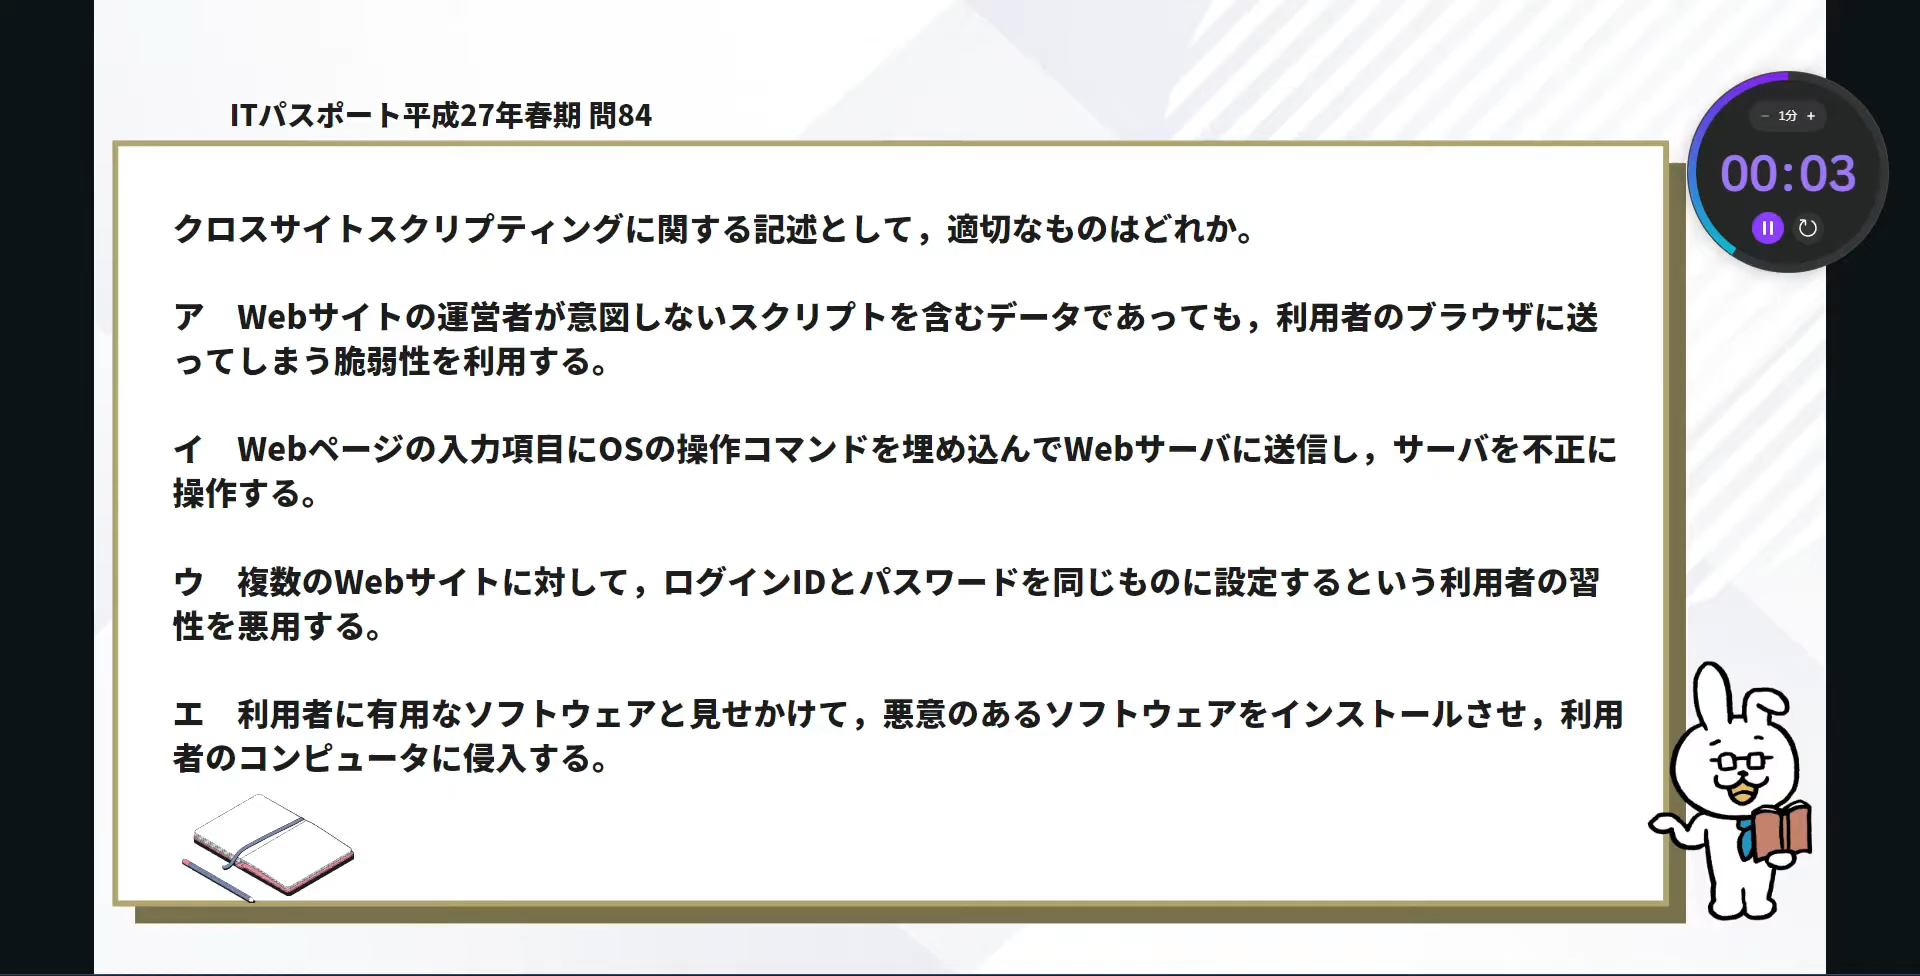 ITパスポート平成27年春期 問84
− 1分 +
00:03
クロスサイトスクリプティングに関する記述として，適切なものはどれか。
ア　Webサイトの運営者が意図しないスクリプトを含むデータであっても，利用者のブラウザに送
ってしまう脆弱性を利用する。
イ　Webページの入力項目にOSの操作コマンドを埋め込んでWebサーバに送信し，サーバを不正に
操作する。
ウ　複数のWebサイトに対して，ログインIDとパスワードを同じものに設定するという利用者の習
性を悪用する。
エ　利用者に有用なソフトウェアと見せかけて，悪意のあるソフトウェアをインストールさせ，利用
者のコンピュータに侵入する。